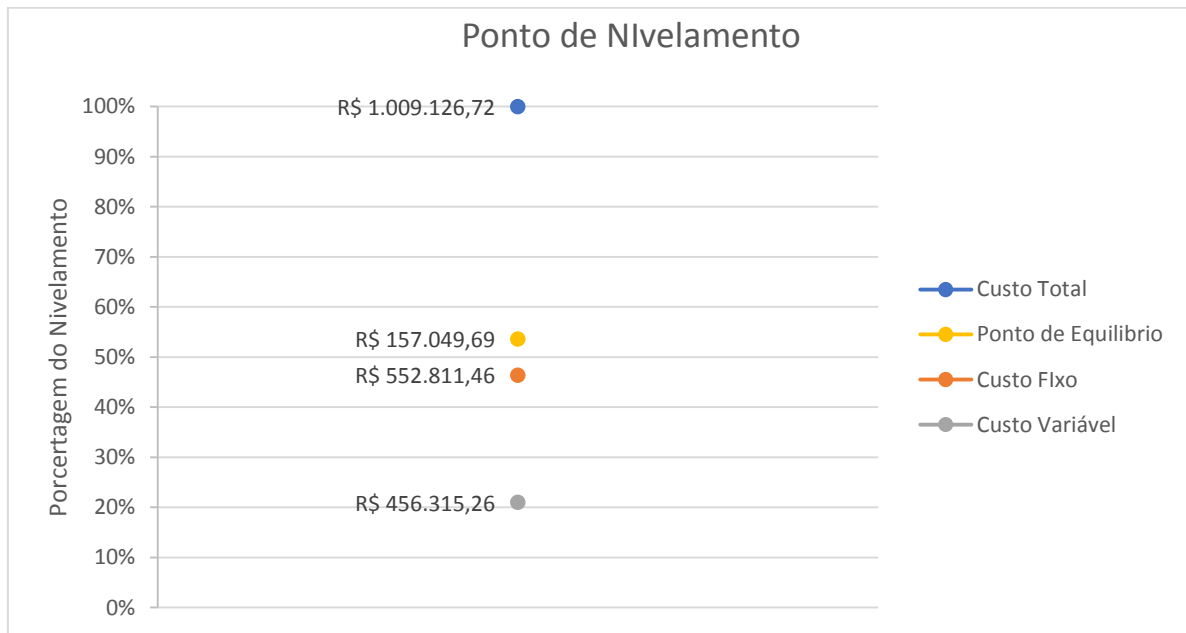 Ponto de NIvelamento
Porcertagem do Nivelamento
100%
90%
80%
70%
60%
50%
40%
30%
20%
10%
0%
R$ 1.009.126,72
R$ 157.049,69
R$ 552.811,46
R$ 456.315,26
Custo Total
Ponto de Equilibrio
Custo FIxo
Custo Variável